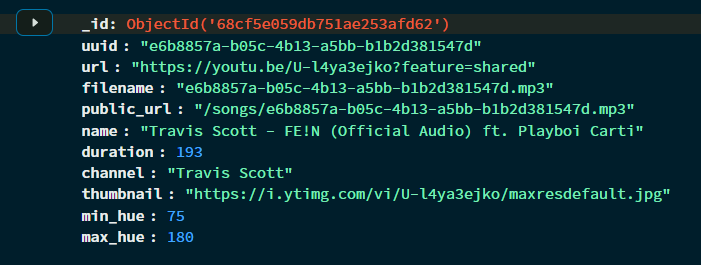 _id: ObjectId('68cf5e059db751ae253afd62')
uuid : "e6b8857a-b05c-4b13-a5bb-b1b2d381547d"
url : "https://youtu.be/U-l4ya3ejko?feature=shared"
filename : "e6b8857a-b05c-4b13-a5bb-b1b2d381547d.mp3"
public_url : "/songs/e6b8857a-b05c-4b13-a5bb-b1b2d381547d.mp3"
name : "Travis Scott - FE!N (Official Audio) ft. Playboi Carti"
duration : 193
channel : "Travis Scott"
thumbnail : "https://i.ytimg.com/vi/U-l4ya3ejko/maxresdefault.jpg"
min_hue : 75
max_hue : 180